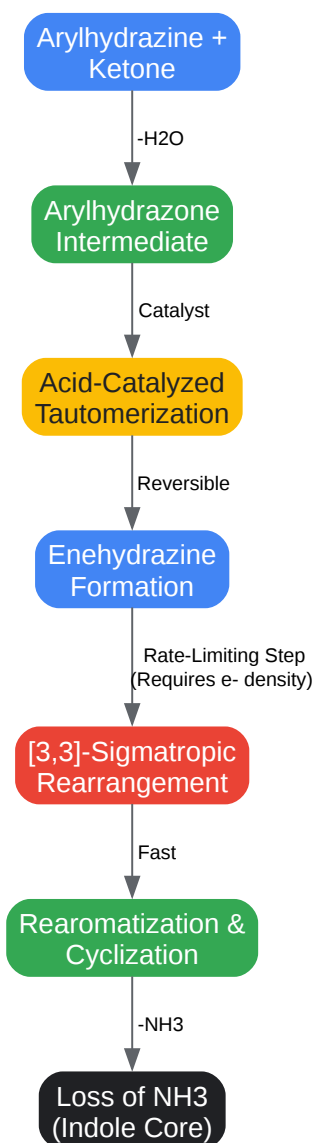 Arylhydrazine +
Ketone
-H2O
Arylhydrazone
Intermediate
Catalyst
Acid-Catalyzed
Tautomerization
Reversible
Enehydrazine
Formation
Rate-Limiting Step
(Requires e- density)
[3,3]-Sigmatropic
Rearrangement
Fast
Rearomatization &
Cyclization
-NH3
Loss of NH3
(Indole Core)